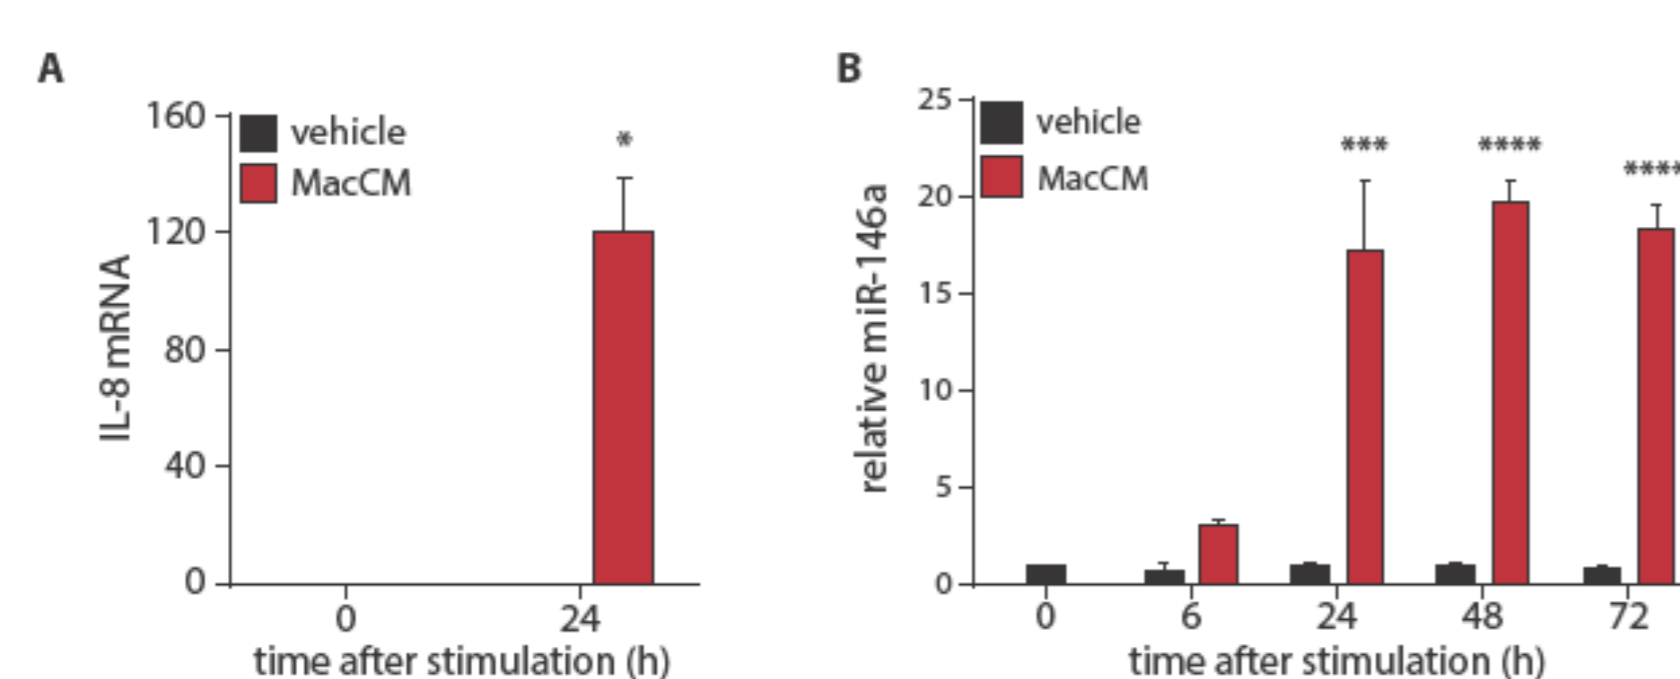 A
160
120
80
40
0
IL-8 mRNA
vehicle
MacCM
*
0 24
time after stimulation (h)
B
25
20
15
10
5
0
relative miR-146a
vehicle
MacCM
***
****
****
0 6 24 48 72
time after stimulation (h)